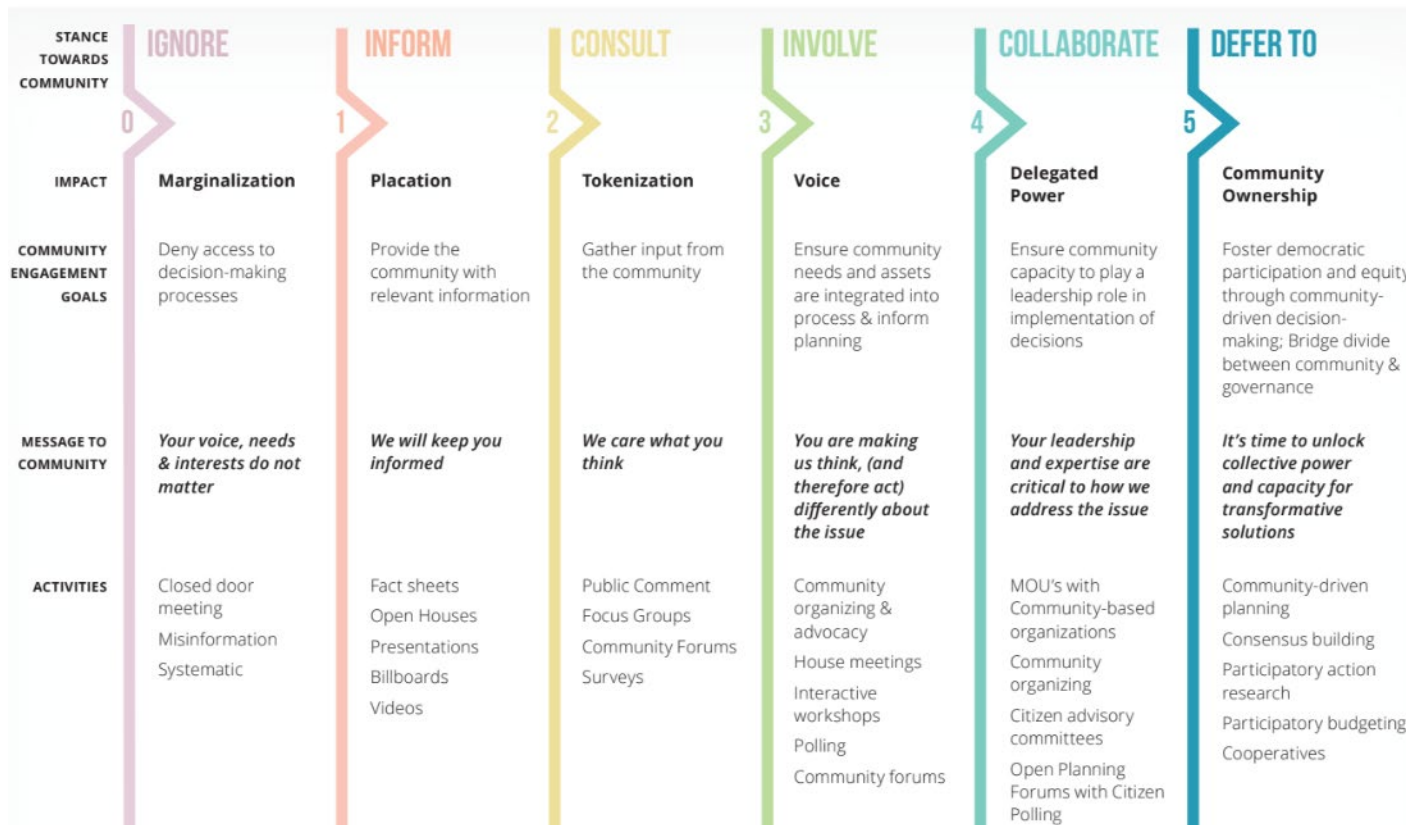 STANCE
TOWARDS
COMMUNITY
IGNORE
INFORM
CONSULT
INVOLVE
COLLABORATE
DEFER TO
0
1
2
3
4
5
IMPACT
Marginalization
Placation
Tokenization
Voice
Delegated
Power
Community
Ownership
COMMUNITY
ENGAGEMENT
GOALS
Deny access to
decision-making
processes
Provide the
community with
relevant information
Gather input from
the community
Ensure community
needs and assets
are integrated into
process & inform
planning
Ensure community
capacity to play a
leadership role in
implementation of
decisions
Foster democratic
participation and equity
through community-
driven decision-
making; Bridge divide
between community &
governance
MESSAGE TO
COMMUNITY
Your voice, needs
& interests do not
matter
We will keep you
informed
We care what you
think
You are making
us think, (and
therefore act)
differently about
the issue
Your leadership
and expertise are
critical to how we
address the issue
It's time to unlock
collective power
and capacity for
transformative
solutions
ACTIVITIES
Closed door
meeting
Misinformation
Systematic
Fact sheets
Open Houses
Presentations
Billboards
Videos
Public Comment
Focus Groups
Community Forums
Surveys
Community
organizing &
advocacy
House meetings
Interactive
workshops
Polling
Community forums
MOU's with
Community-based
organizations
Community
organizing
Citizen advisory
committees
Open Planning
Forums with Citizen
Polling
Community-driven
planning
Consensus building
Participatory action
research
Participatory budgeting
Cooperatives